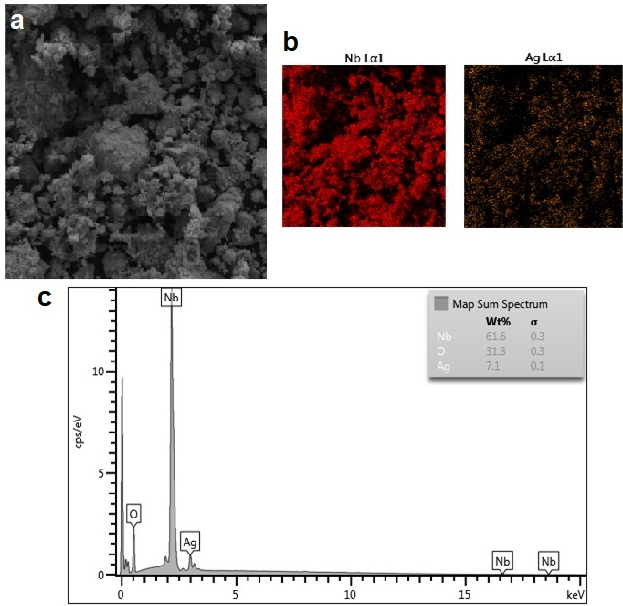 a
b
Nb Lα1
Ag Lα1
c
Map Sum Spectrum
Wt% σ
Nb 61.6 0.3
O 31.3 0.3
Ag 7.1 0.1
cps/eV
10
5
0
Nb
O
Ag
Nb
Nb
0
5
10
15
keV